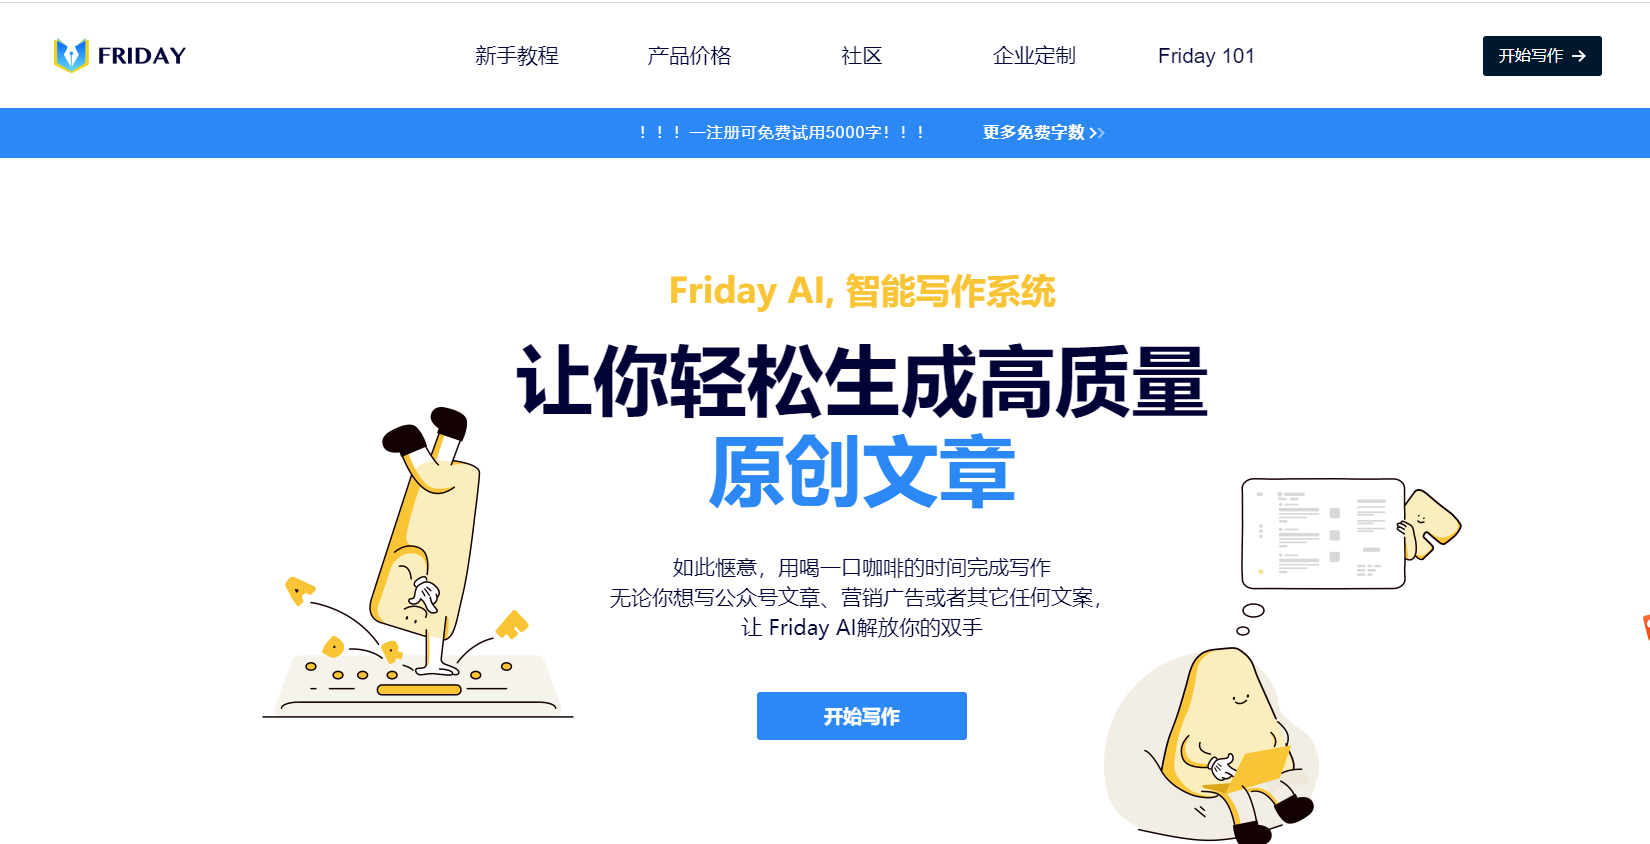 FRIDAY
新手教程
产品价格
社区
企业定制
Friday 101
开始写作 →
！！！一注册可免费试用5000字！！！
更多免费字数 >>
Friday AI, 智能写作系统
让你轻松生成高质量
原创文章
如此惬意，用喝一口咖啡的时间完成写作
无论你想写公众号文章、营销广告或者其它任何文案，
让 Friday AI解放你的双手
开始写作